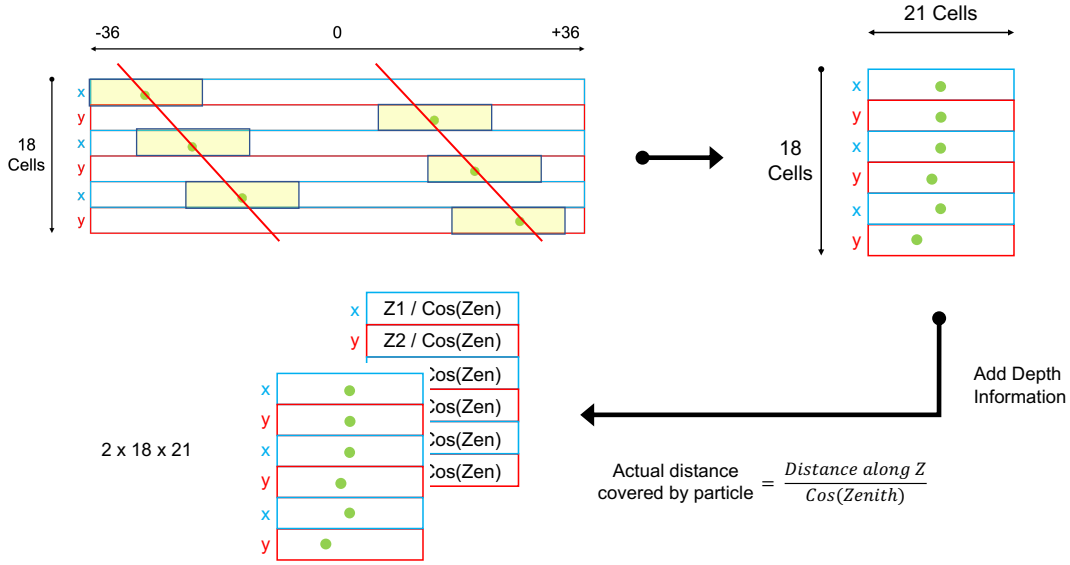 -36 0 +36
21 Cells
x
y
x
y
x
y
18
Cells
x
y
x
y
x
y
18
Cells
x Z1 / Cos(Zen)
y Z2 / Cos(Zen)
Cos(Zen)
Cos(Zen)
Cos(Zen)
Cos(Zen)
x
y
x
y
x
y
2 x 18 x 21
Add Depth
Information
Actual distance
covered by particle = Distance along Z / Cos(Zenith)